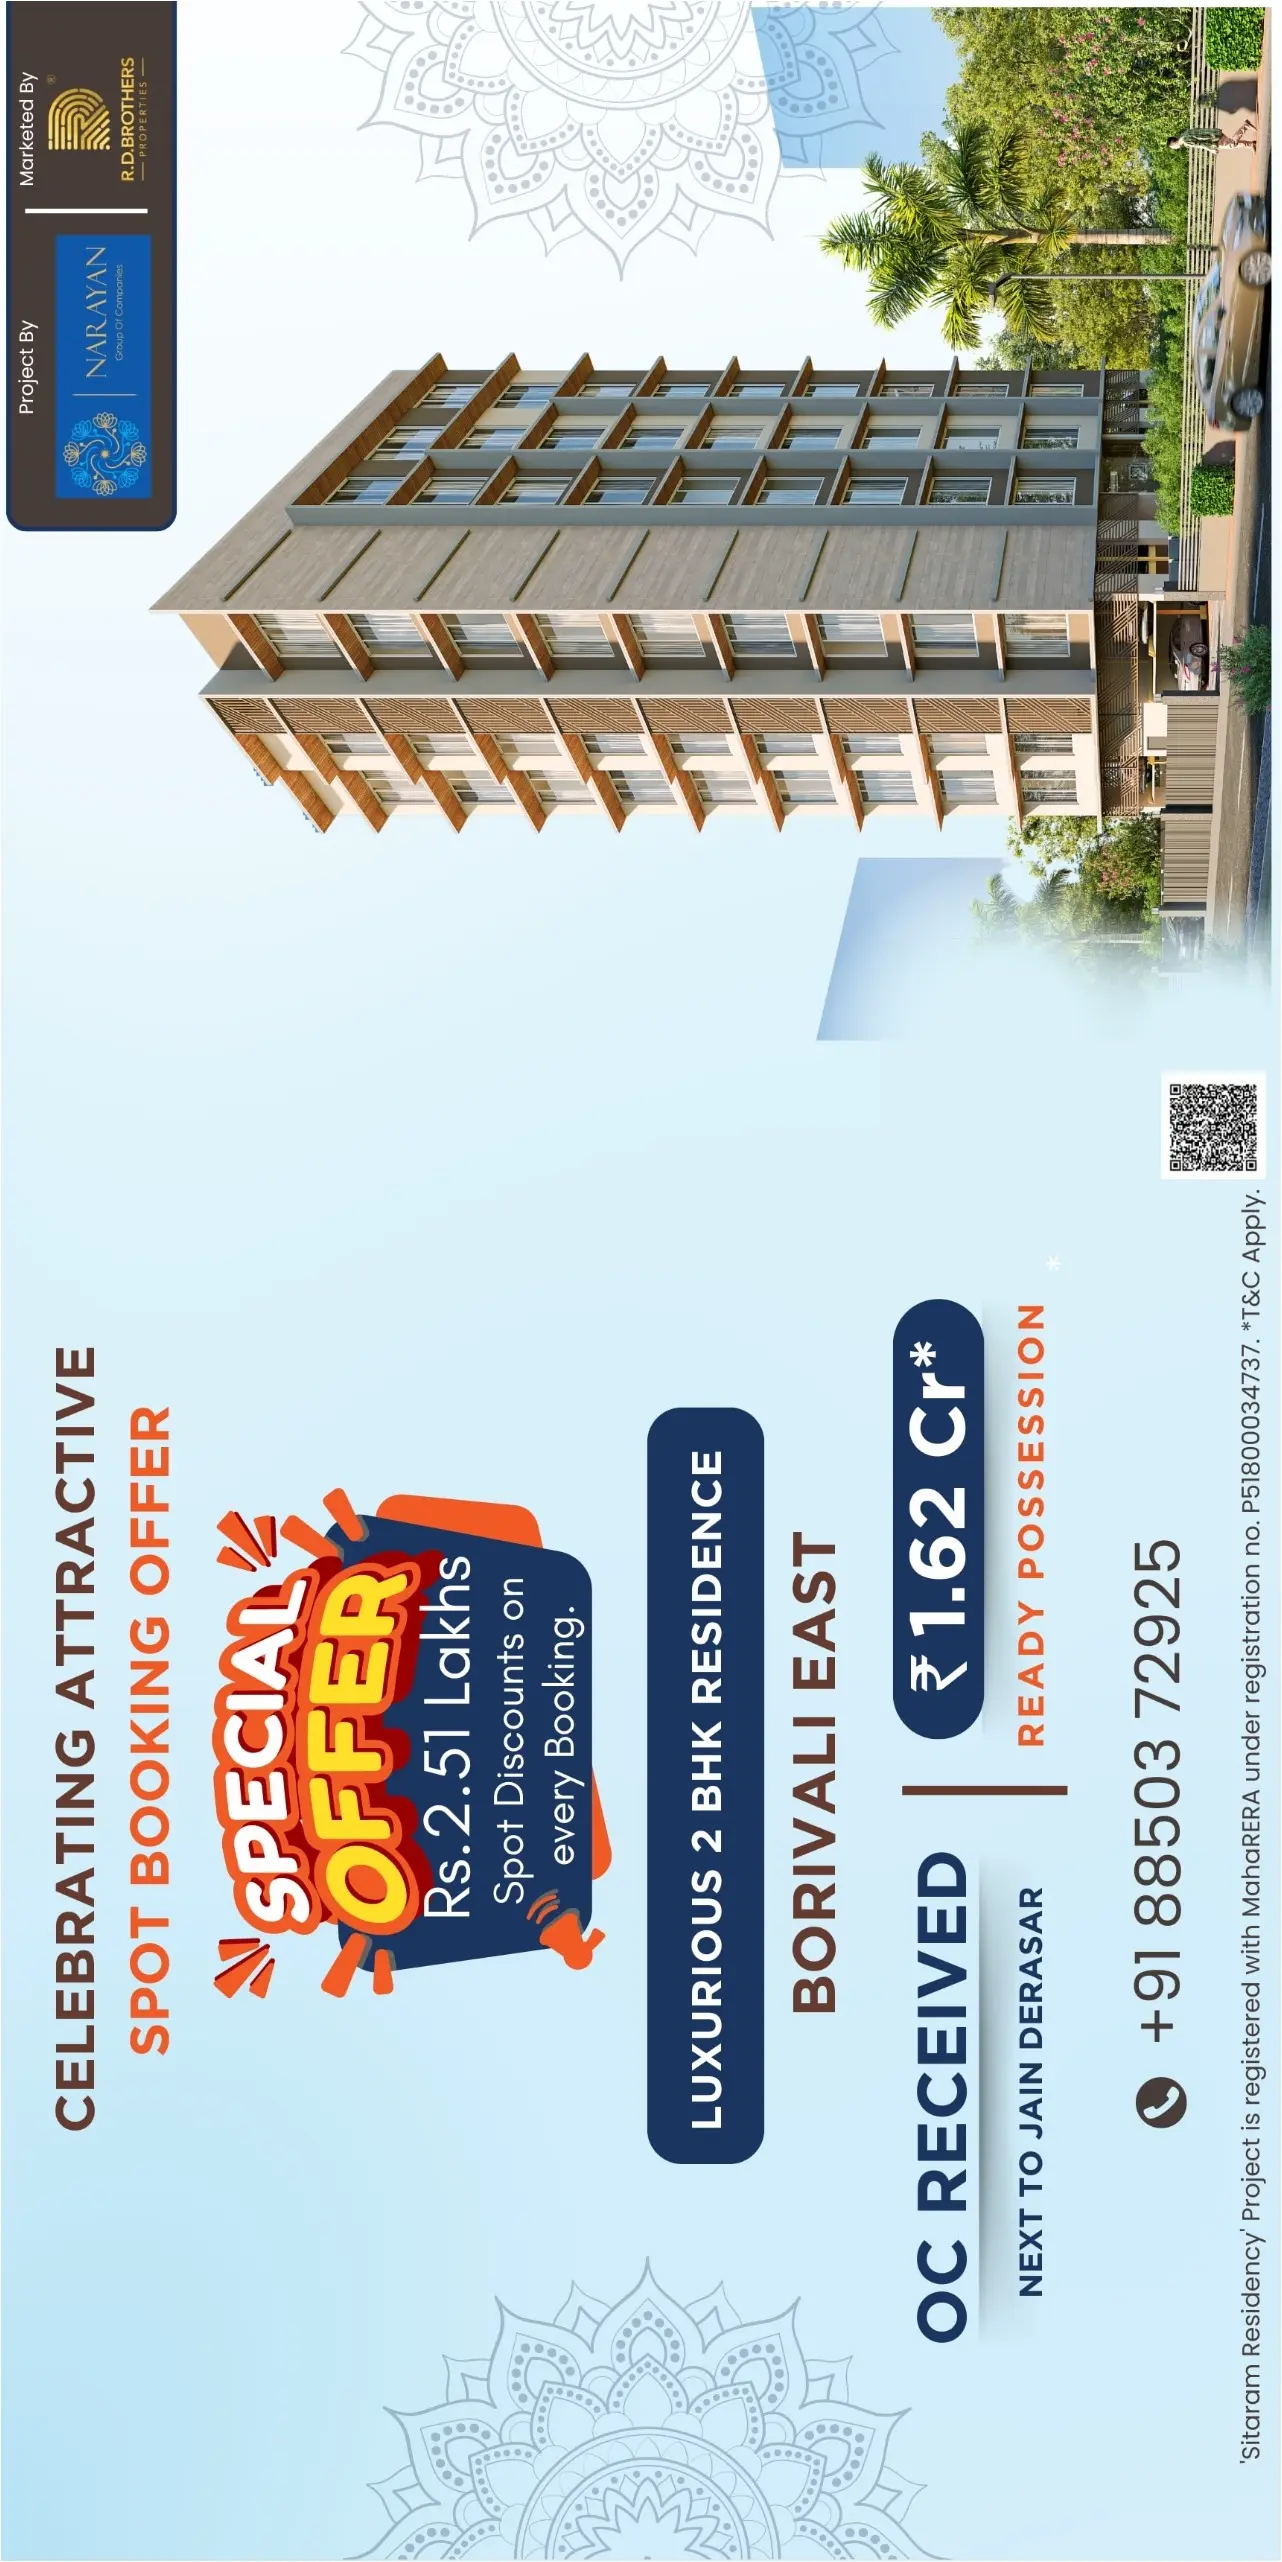 Project By
NARAYAN
Group Of Companies
Marketed By
R.D.BROTHERS
PROPERTIES
®
CELEBRATING ATTRACTIVE
SPOT BOOKING OFFER
SPECIAL
OFFER
Rs.2.51 Lakhs
Spot Discounts on
every Booking.
LUXURIOUS 2 BHK RESIDENCE
BORIVALI EAST
OC RECEIVED
NEXT TO JAIN DERASAR
₹ 1.62 Cr*
READY POSSESSION
*
+91 88503 72925
'Sitaram Residency' Project is registered with MahaRERA under registration no. P51800034737. *T&C Apply.